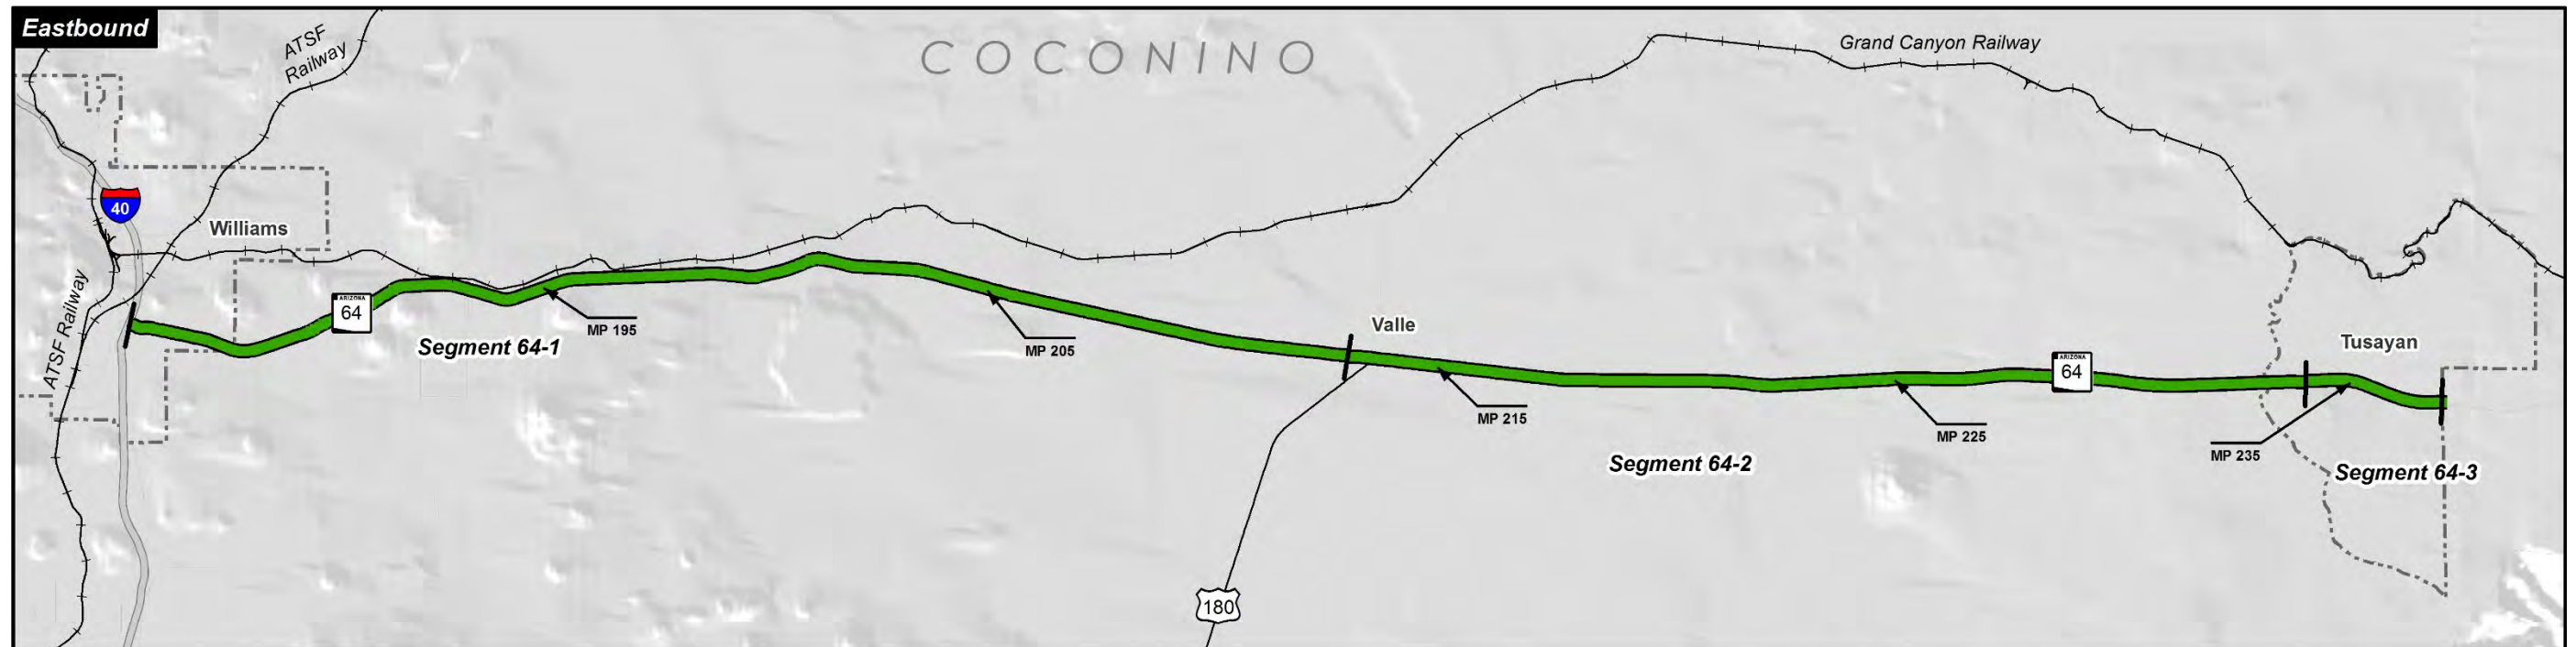 Eastbound
ATSF
Railway
COCONINO
Grand Canyon Railway
40
Williams
ATSF Railway
ARIZONA
64
Segment 64-1
MP 195
MP 205
Valle
MP 215
Segment 64-2
MP 225
ARIZONA
64
Tusayan
MP 235
Segment 64-3
180